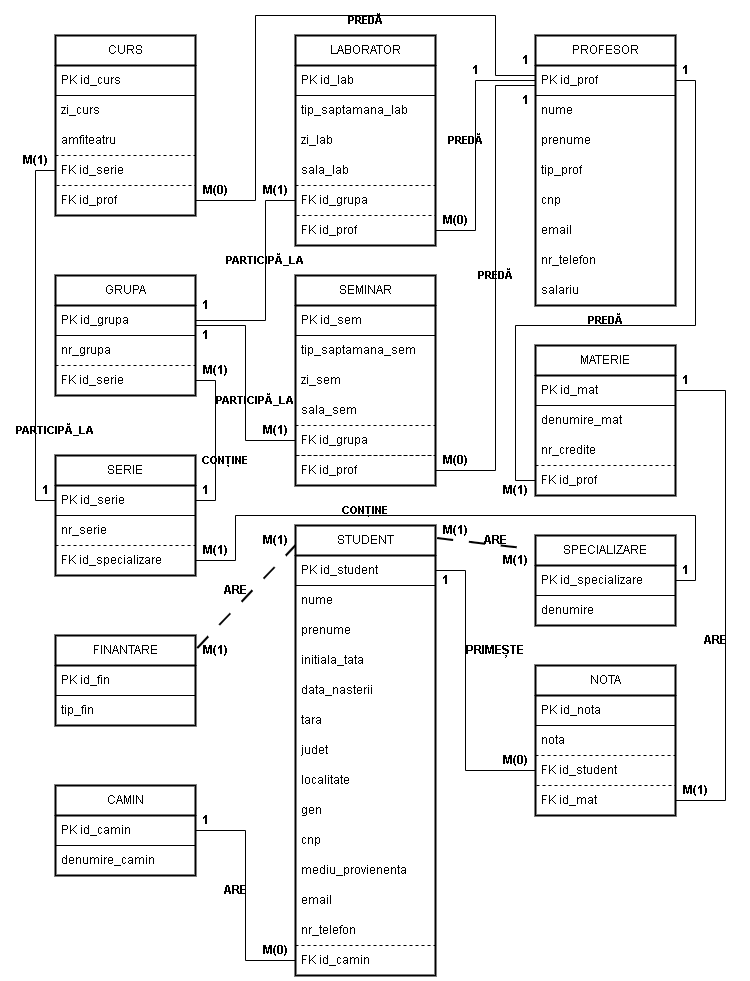 PREDĂ
CURS
PK id_curs
zi_curs
amfiteatru
FK id_serie
FK id_prof
M(1)
M(0)
LABORATOR
PK id_lab
tip_saptamana_lab
zi_lab
sala_lab
FK id_grupa
FK id_prof
M(1)
M(0)
1
PREDĂ
PROFESOR
PK id_prof
nume
prenume
tip_prof
cnp
email
nr_telefon
salariu
1
1
1
PARTICIPĂ_LA
PREDĂ
PREDĂ
GRUPA
PK id_grupa
nr_grupa
FK id_serie
1
1
M(1)
PARTICIPĂ_LA
SEMINAR
PK id_sem
tip_saptamana_sem
zi_sem
sala_sem
FK id_grupa
FK id_prof
M(1)
M(0)
MATERIE
PK id_mat
denumire_mat
nr_credite
FK id_prof
1
M(1)
PARTICIPĂ_LA
CONȚINE
SERIE
PK id_serie
nr_serie
FK id_specializare
1
1
M(1)
CONȚINE
STUDENT
PK id_student
nume
prenume
initiala_tata
data_nasterii
tara
judet
localitate
gen
cnp
mediu_provienenta
email
nr_telefon
FK id_camin
M(1)
M(1)
ARE
M(1)
1
SPECIALIZARE
PK id_specializare
denumire
1
ARE
FINANTARE
PK id_fin
tip_fin
M(1)
PRIMEȘTE
ARE
NOTA
PK id_nota
nota
FK id_student
FK id_mat
M(0)
M(1)
CAMIN
PK id_camin
denumire_camin
1
ARE
M(0)